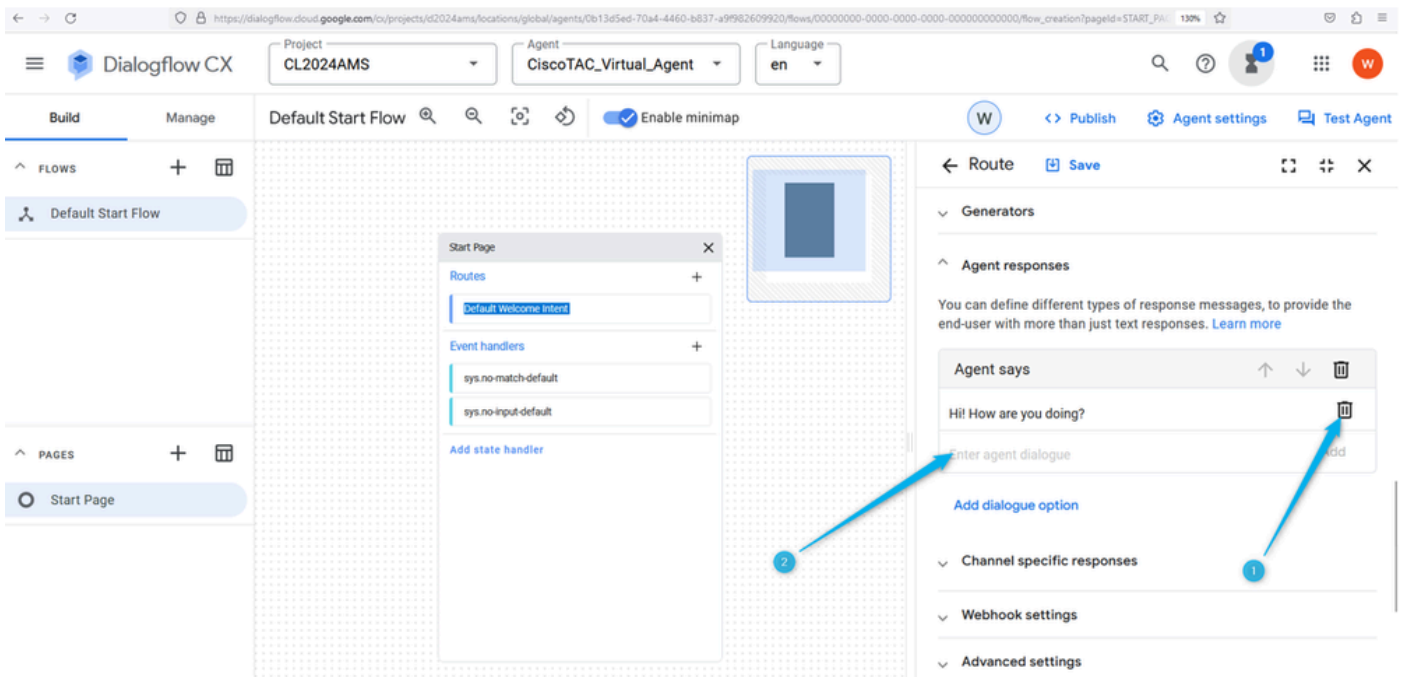 https://dialogflow.cloud.google.com/cx/projects/cl2024ams/locations/global/agents/0b13d5ed-70a4-4460-b837-a9f982609920/flows/00000000-0000-0000-0000-000000000000/flow_creation?pageId=START_PA 130%
Project
Agent
Language
1
Dialogflow CX
CL2024AMS
CiscoTAC_Virtual_Agent
en
W
Build
Manage
Default Start Flow
Enable minimap
W
<> Publish
Agent settings
Test Agent
FLOWS
Default Start Flow
Route
Save
Generators
Start Page
Routes
Default Welcome Intent
Event handlers
sys.no-match-default
sys.no-input-default
Add state handler
Agent responses
You can define different types of response messages, to provide the
end-user with more than just text responses. Learn more
Agent says
Hi! How are you doing?
Enter agent dialogue
Add dialogue option
PAGES
Start Page
2
1
Channel specific responses
Webhook settings
Advanced settings